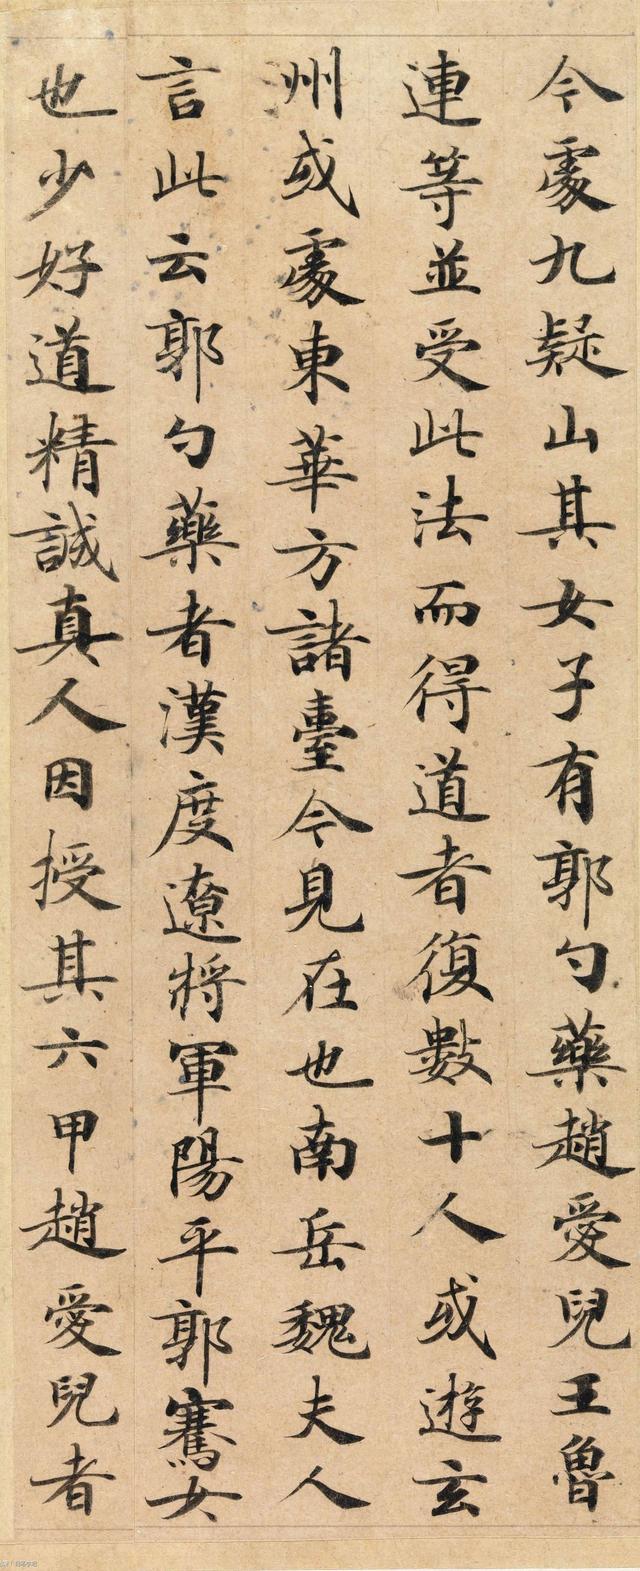 今處九疑山其女子有郭勺藥趙愛兒王魯
連等並受此法而得道者復數十人或遊玄
州或處東華方諸臺今見在也南岳魏夫人
言此云郭勺藥者漢度遼將軍陽平郭騫女
也少好道精誠真人因授其六甲趙愛兒者